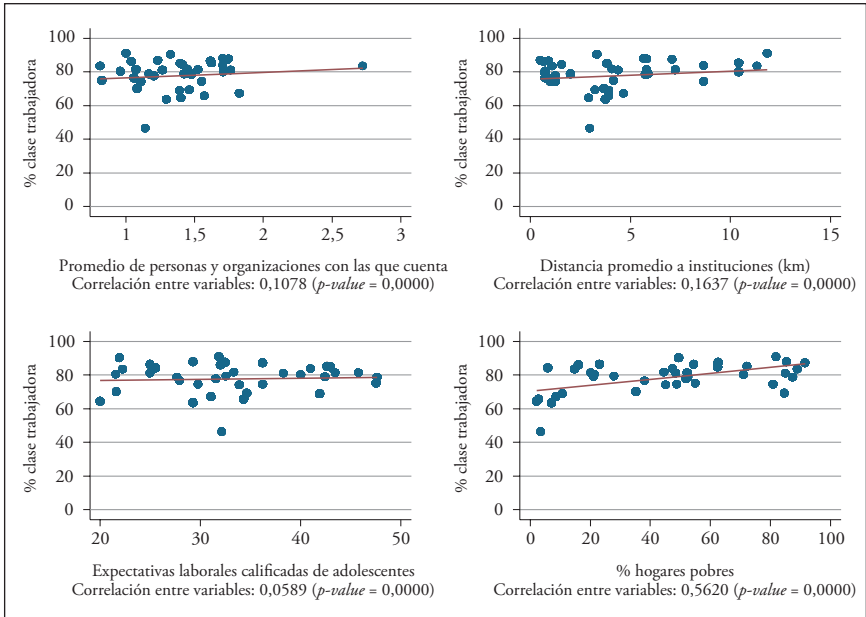 % clase trabajadora
100
80
60
40
20
0
1 1,5 2 2,5 3
Promedio de personas y organizaciones con las que cuenta
Correlación entre variables: 0,1078 (p-value = 0,0000)
% clase trabajadora
100
80
60
40
20
0
0 5 10 15
Distancia promedio a instituciones (km)
Correlación entre variables: 0,1637 (p-value = 0,0000)
% clase trabajadora
100
80
60
40
20
0
20 30 40 50
Expectativas laborales calificadas de adolescentes
Correlación entre variables: 0,0589 (p-value = 0,0000)
% clase trabajadora
100
80
60
40
20
0
0 20 40 60 80 100
% hogares pobres
Correlación entre variables: 0,5620 (p-value = 0,0000)